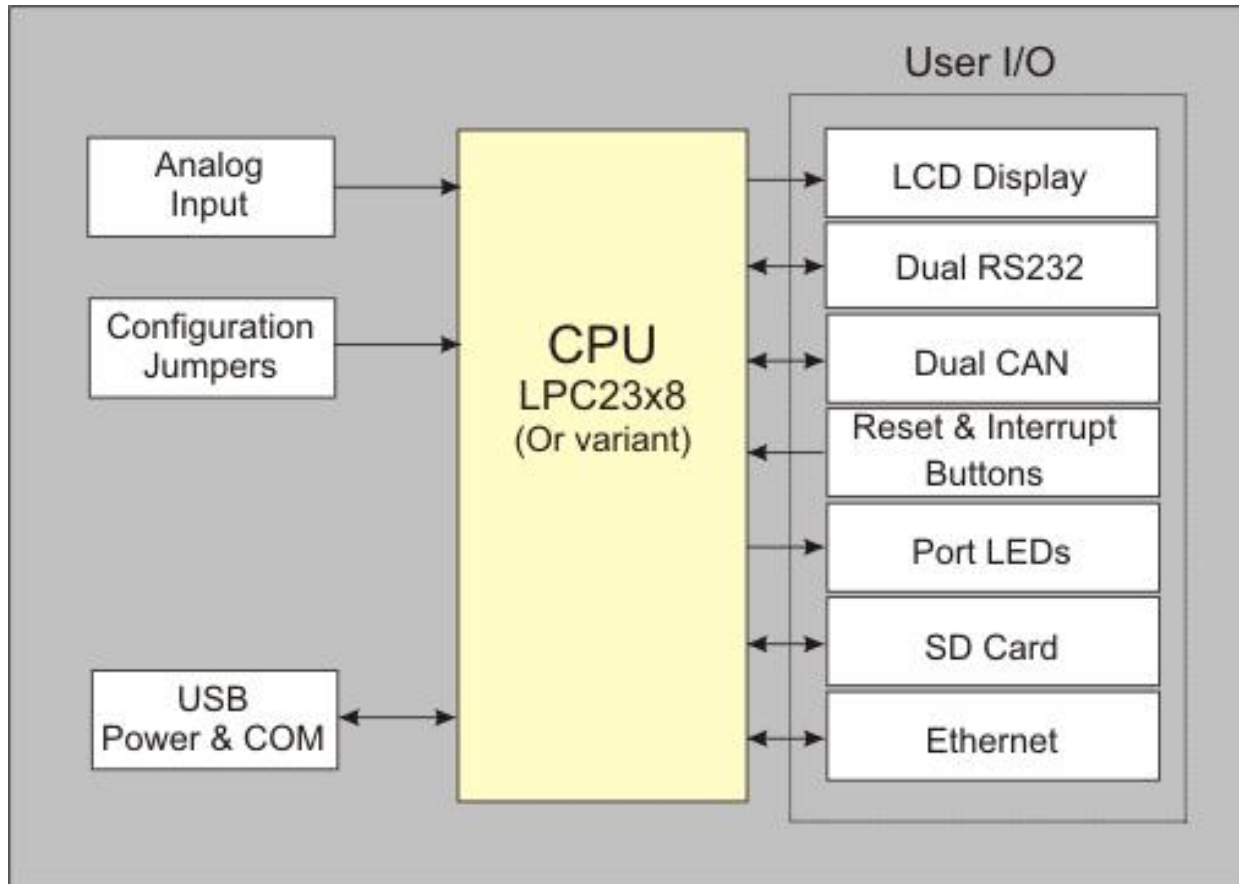 User I/O
Analog
Input
Configuration
Jumpers
USB
Power & COM
CPU
LPC23x8
(Or variant)
LCD Display
Dual RS232
Dual CAN
Reset & Interrupt
Buttons
Port LEDs
SD Card
Ethernet